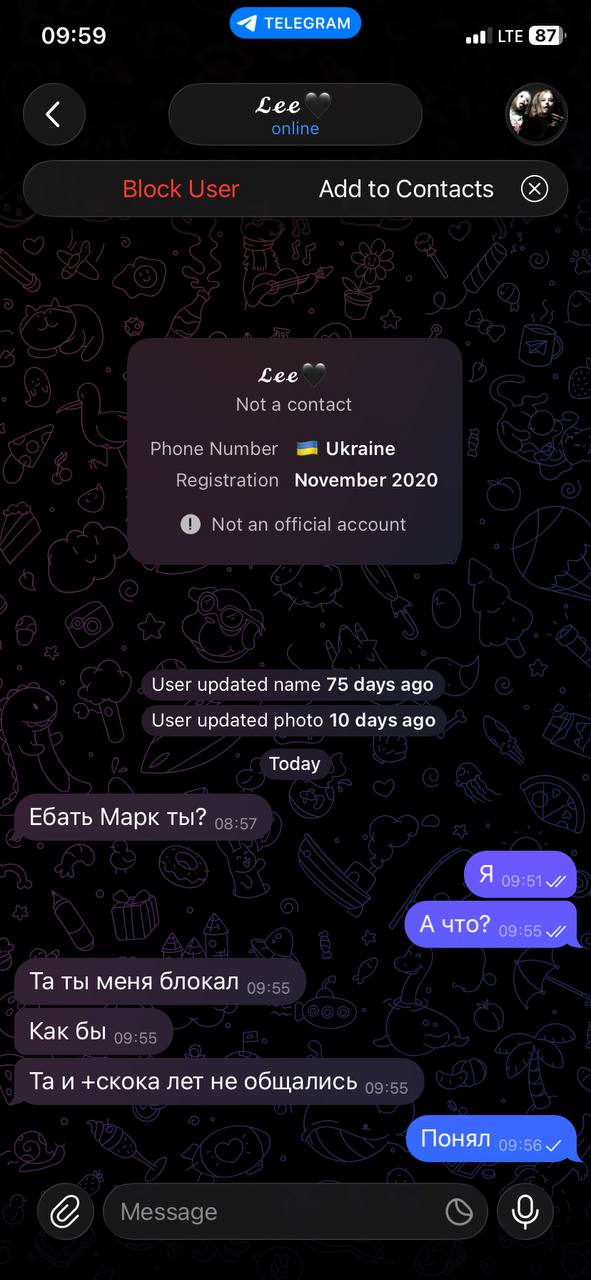 09:59
TELEGRAM
LTE 87
𝓛𝓮𝓮🖤
online
Block User
Add to Contacts
𝓛𝓮𝓮🖤
Not a contact
Phone Number 🇺🇦 Ukraine
Registration November 2020
Not an official account
User updated name 75 days ago
User updated photo 10 days ago
Today
Ебать Марк ты? 08:57
Я 09:51
А что? 09:55
Та ты меня блокал 09:55
Как бы 09:55
Та и +скока лет не общались 09:55
Понял 09:56
Message